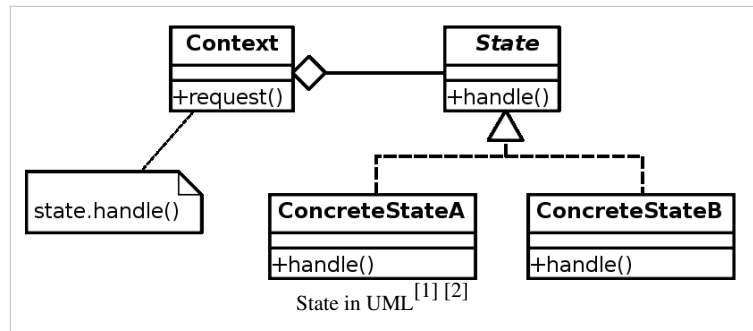 Context
+request()
State
+handle()
state.handle()
ConcreteStateA
+handle()
ConcreteStateB
+handle()
State in UML[1] [2]